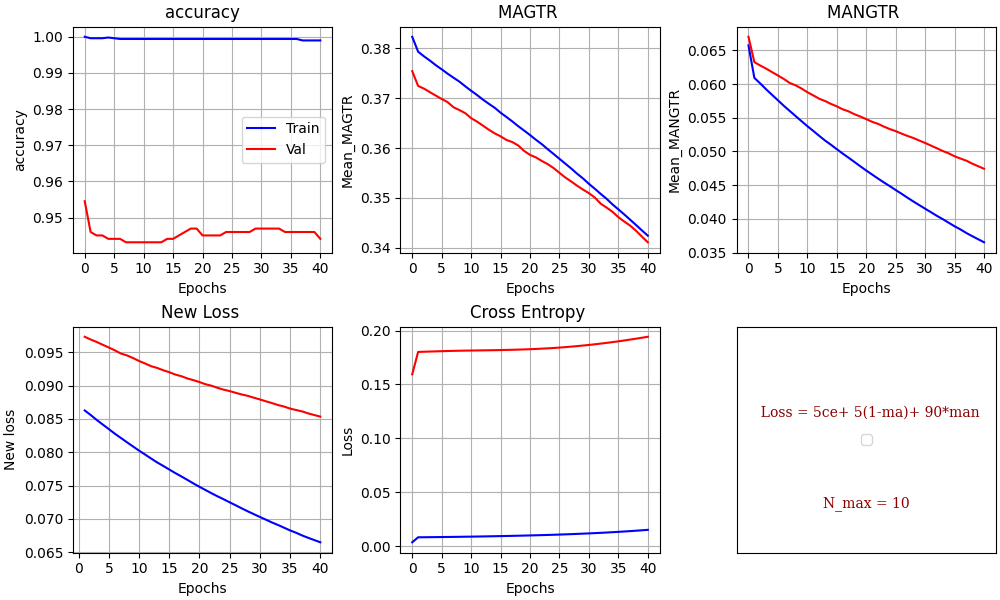 accuracy
MAGTR
MANGTR
accuracy
1.00
0.99
0.98
0.97
0.96
0.95
Train
Val
0 5 10 15 20 25 30 35 40
Epochs
Mean_MAGTR
0.38
0.37
0.36
0.35
0.34
0 5 10 15 20 25 30 35 40
Epochs
Mean_MANGTR
0.065
0.060
0.055
0.050
0.045
0.040
0.035
0 5 10 15 20 25 30 35 40
Epochs
New Loss
Cross Entropy
New loss
0.095
0.090
0.085
0.080
0.075
0.070
0.065
0 5 10 15 20 25 30 35 40
Epochs
Loss
0.20
0.15
0.10
0.05
0.00
0 5 10 15 20 25 30 35 40
Epochs
Loss = 5ce+ 5(1-ma)+ 90*man
N_max = 10